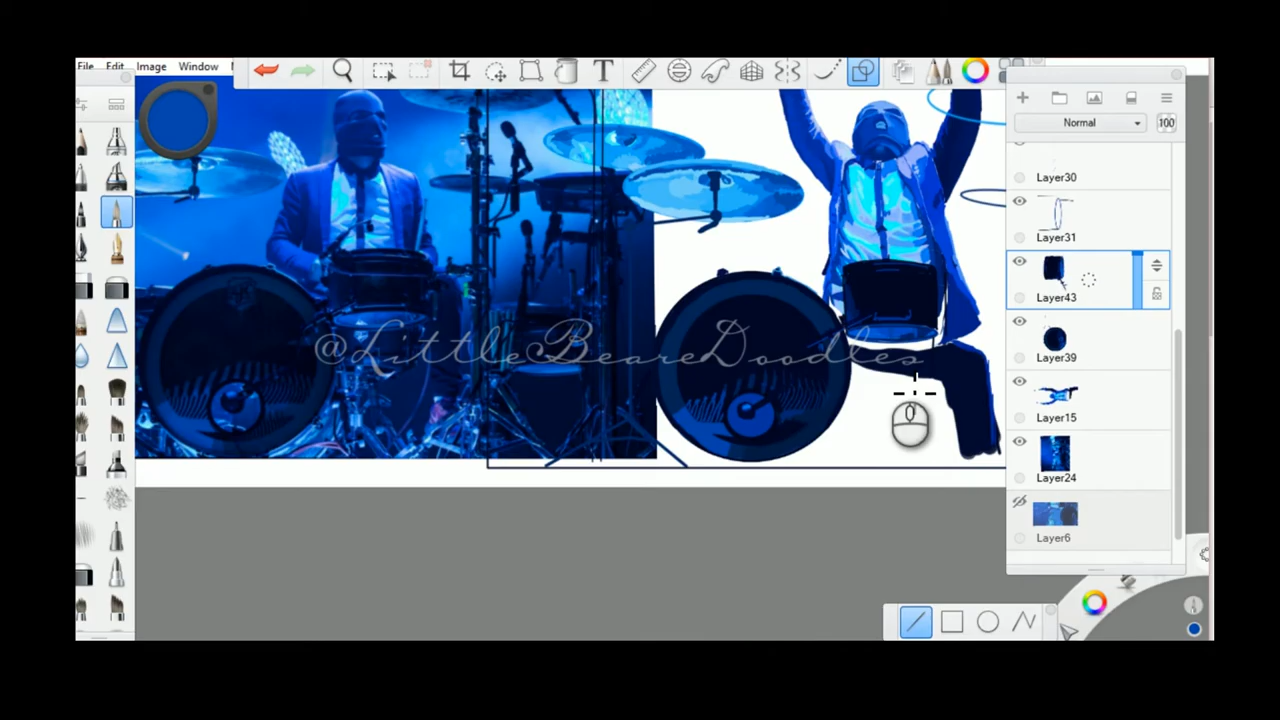 File Edit Image Window
T
Normal 100
Layer30
Layer31
Layer43
@LittleBeareDoodles
Layer39
Layer15
Layer24
Layer6